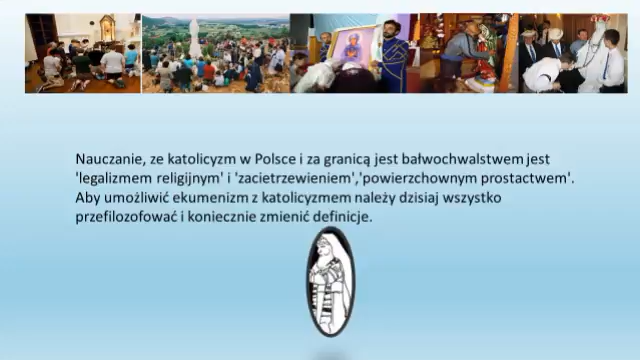 Nauczanie, ze katolicyzm w Polsce i za granicą jest bałwochwalstwem jest
'legalizmem religijnym' i 'zacietrzewieniem','powierzchownym prostactwem'.
Aby umożliwić ekumenizm z katolicyzmem należy dzisiaj wszystko
przefilozofować i koniecznie zmienić definicje.